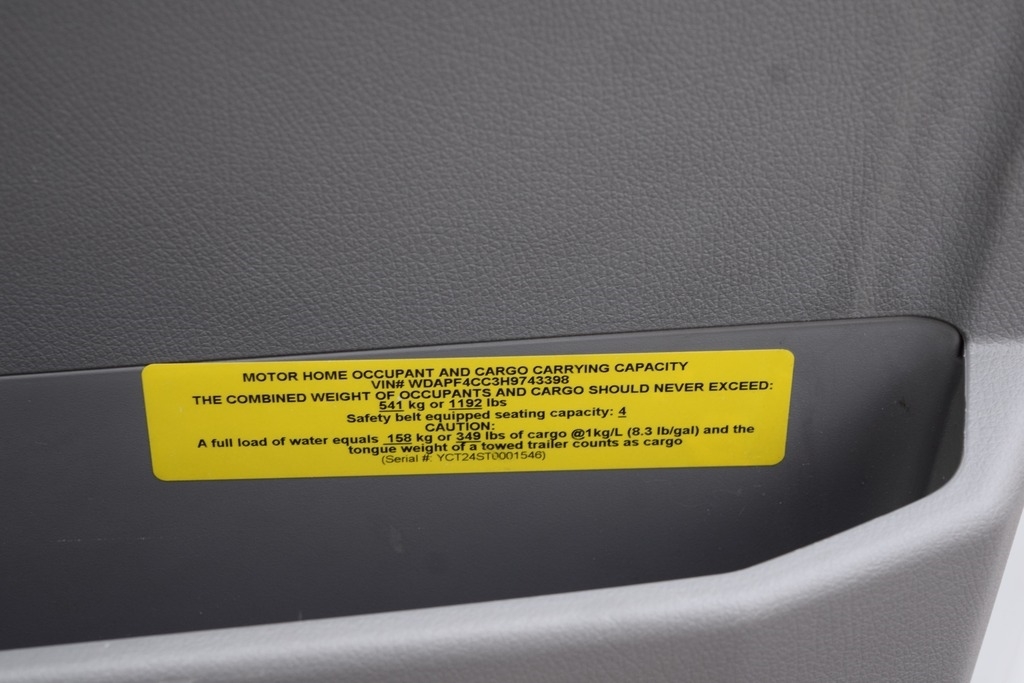 MOTOR HOME OCCUPANT AND CARGO CARRYING CAPACITY
VIN# WDAPF4CC3H9743398
THE COMBINED WEIGHT OF OCCUPANTS AND CARGO SHOULD NEVER EXCEED:
541 kg or 1192 lbs
Safety belt equipped seating capacity: 4
CAUTION:
A full load of water equals 158 kg or 349 lbs of cargo @1kg/L (8.3 lb/gal) and the
tongue weight of a towed trailer counts as cargo
(Serial #: YCT24ST0001546)